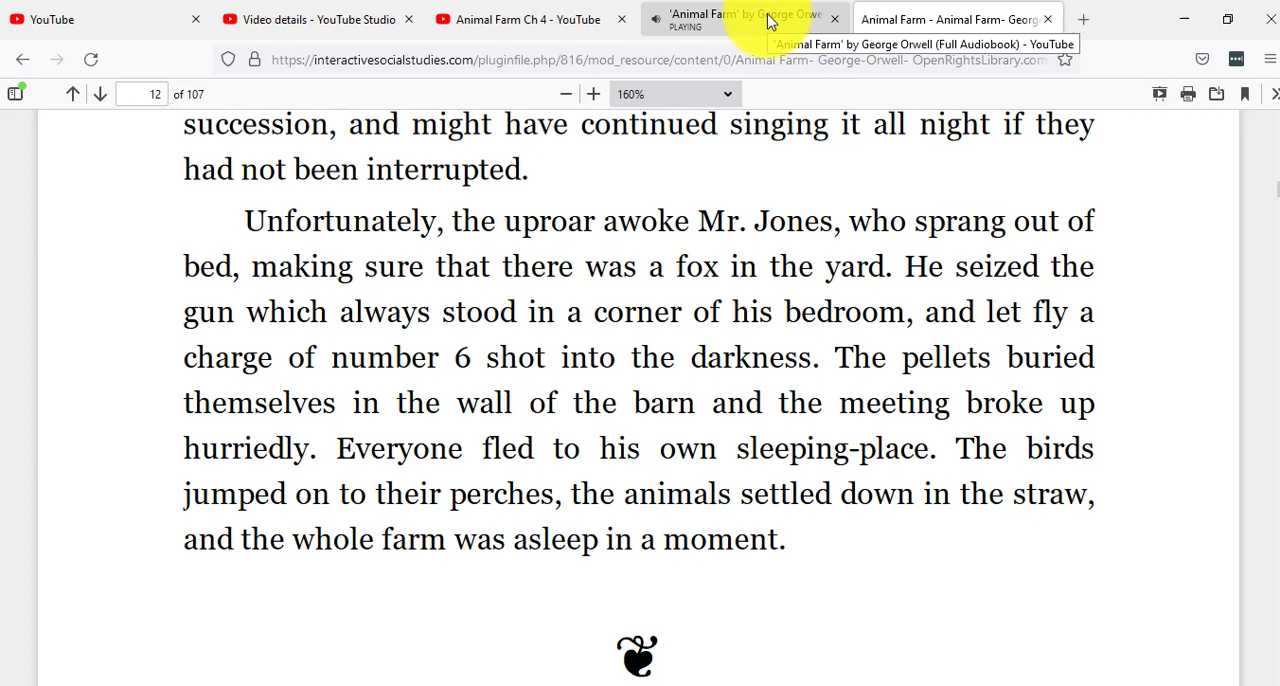 YouTube
Video details - YouTube Studio
Animal Farm Ch 4 - YouTube
'Animal Farm' by George Orwe
PLAYING
Animal Farm - Animal Farm- Georg
'Animal Farm' by George Orwell (Full Audiobook) - YouTube
https://interactivesocialstudies.com/pluginfile.php/816/mod_resource/content/0/Animal Farm- George-Orwell- OpenRightsLibrary.com
12 of 107
160%
succession, and might have continued singing it all night if they
had not been interrupted.
Unfortunately, the uproar awoke Mr. Jones, who sprang out of
bed, making sure that there was a fox in the yard. He seized the
gun which always stood in a corner of his bedroom, and let fly a
charge of number 6 shot into the darkness. The pellets buried
themselves in the wall of the barn and the meeting broke up
hurriedly. Everyone fled to his own sleeping-place. The birds
jumped on to their perches, the animals settled down in the straw,
and the whole farm was asleep in a moment.